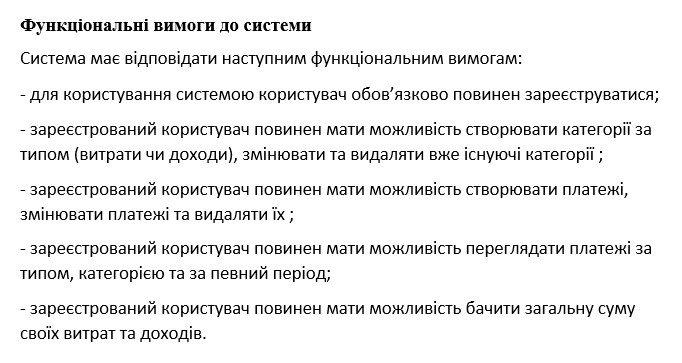 Функціональні вимоги до системи
Система має відповідати наступним функціональним вимогам:
- для користування системою користувач обов’язково повинен зареєструватися;
- зареєстрований користувач повинен мати можливість створювати категорії за
типом (витрати чи доходи), змінювати та видаляти вже існуючі категорії ;
- зареєстрований користувач повинен мати можливість створювати платежі,
змінювати платежі та видаляти їх ;
- зареєстрований користувач повинен мати можливість переглядати платежі за
типом, категорією та за певний період;
- зареєстрований користувач повинен мати можливість бачити загальну суму
своїх витрат та доходів.